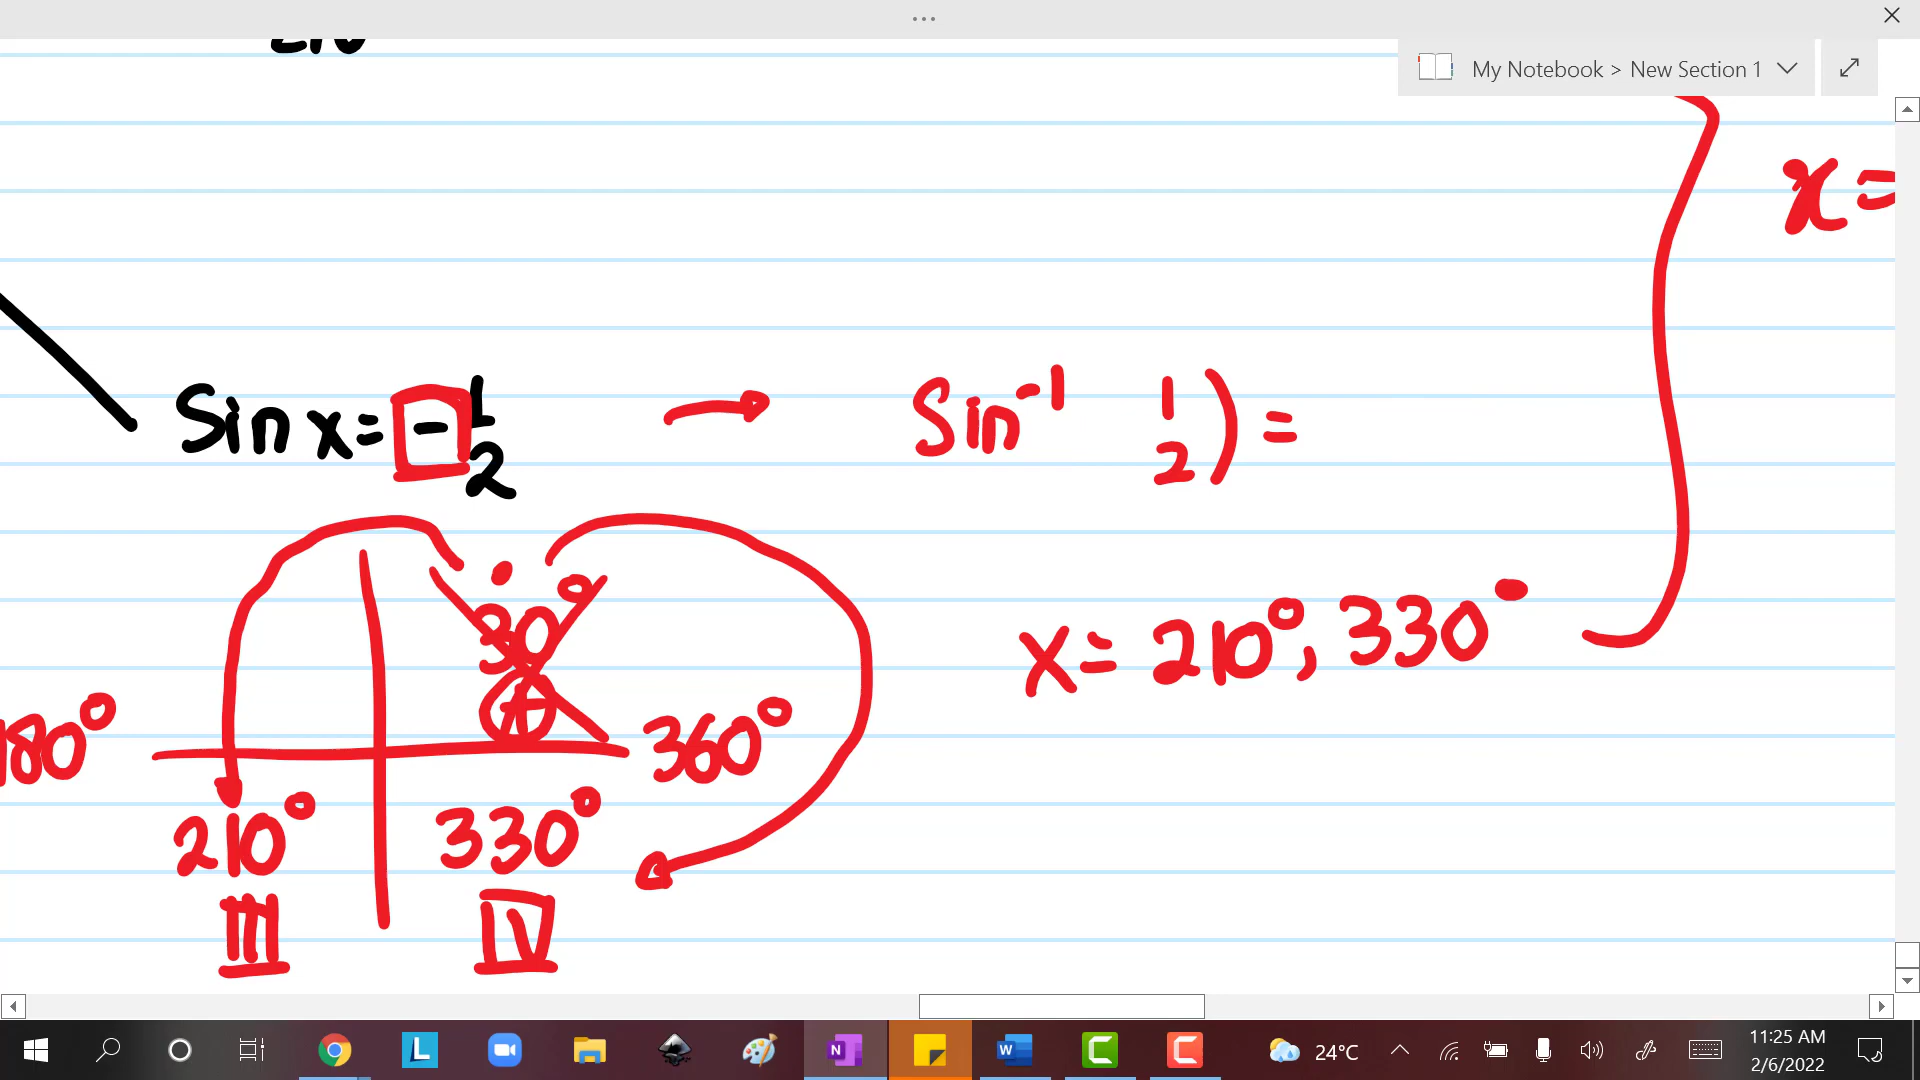 My Notebook > New Section 1
x=
Sin x = - 1/2
Sin⁻¹ 1/2) =
30°
A
x = 210°, 330°
180°
360°
210°
330°
III
IV
24°C
11:25 AM
2/6/2022